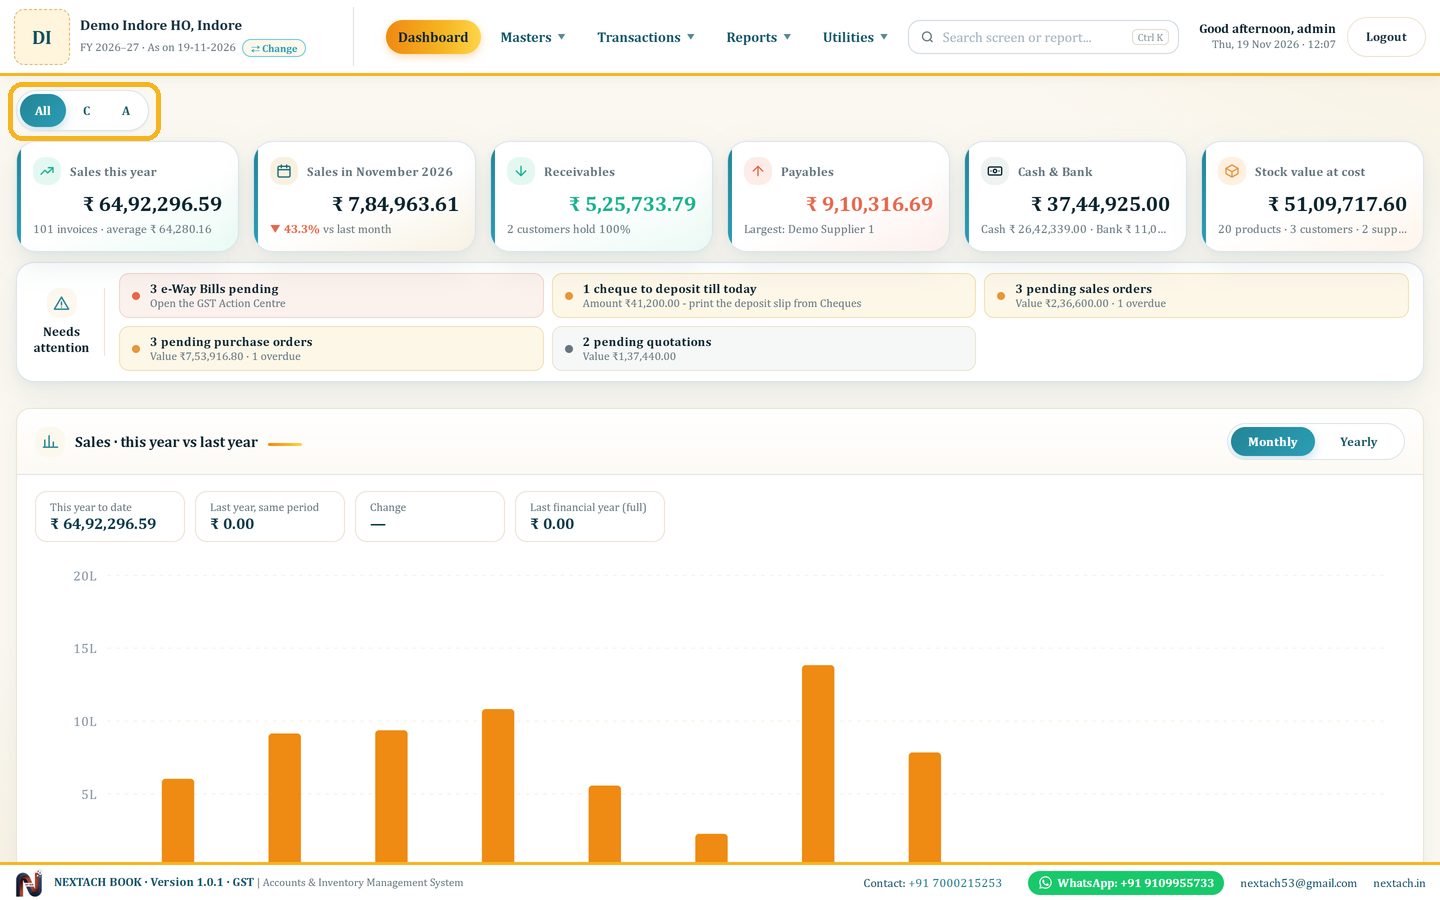 DI
Demo Indore HO, Indore
FY 2026–27 · As on 19-11-2026
⇄ Change
Dashboard
Masters ▼
Transactions ▼
Reports ▼
Utilities ▼
Search screen or report...
Ctrl K
Good afternoon, admin
Thu, 19 Nov 2026 · 12:07
Logout
All
C
A
Sales this year
₹ 64,92,296.59
101 invoices · average ₹ 64,280.16
Sales in November 2026
₹ 7,84,963.61
▼ 43.3% vs last month
Receivables
₹ 5,25,733.79
2 customers hold 100%
Payables
₹ 9,10,316.69
Largest: Demo Supplier 1
Cash & Bank
₹ 37,44,925.00
Cash ₹ 26,42,339.00 · Bank ₹ 11,0...
Stock value at cost
₹ 51,09,717.60
20 products · 3 customers · 2 supp...
Needs
attention
3 e-Way Bills pending
Open the GST Action Centre
1 cheque to deposit till today
Amount ₹41,200.00 - print the deposit slip from Cheques
3 pending sales orders
Value ₹2,36,600.00 · 1 overdue
3 pending purchase orders
Value ₹7,53,916.80 · 1 overdue
2 pending quotations
Value ₹1,37,440.00
Sales · this year vs last year
Monthly
Yearly
This year to date
₹ 64,92,296.59
Last year, same period
₹ 0.00
Change
—
Last financial year (full)
₹ 0.00
20L
15L
10L
5L
N
NEXTACH BOOK · Version 1.0.1 · GST | Accounts & Inventory Management System
Contact: +91 7000215253
WhatsApp: +91 9109955733
nextach53@gmail.com
nextach.in